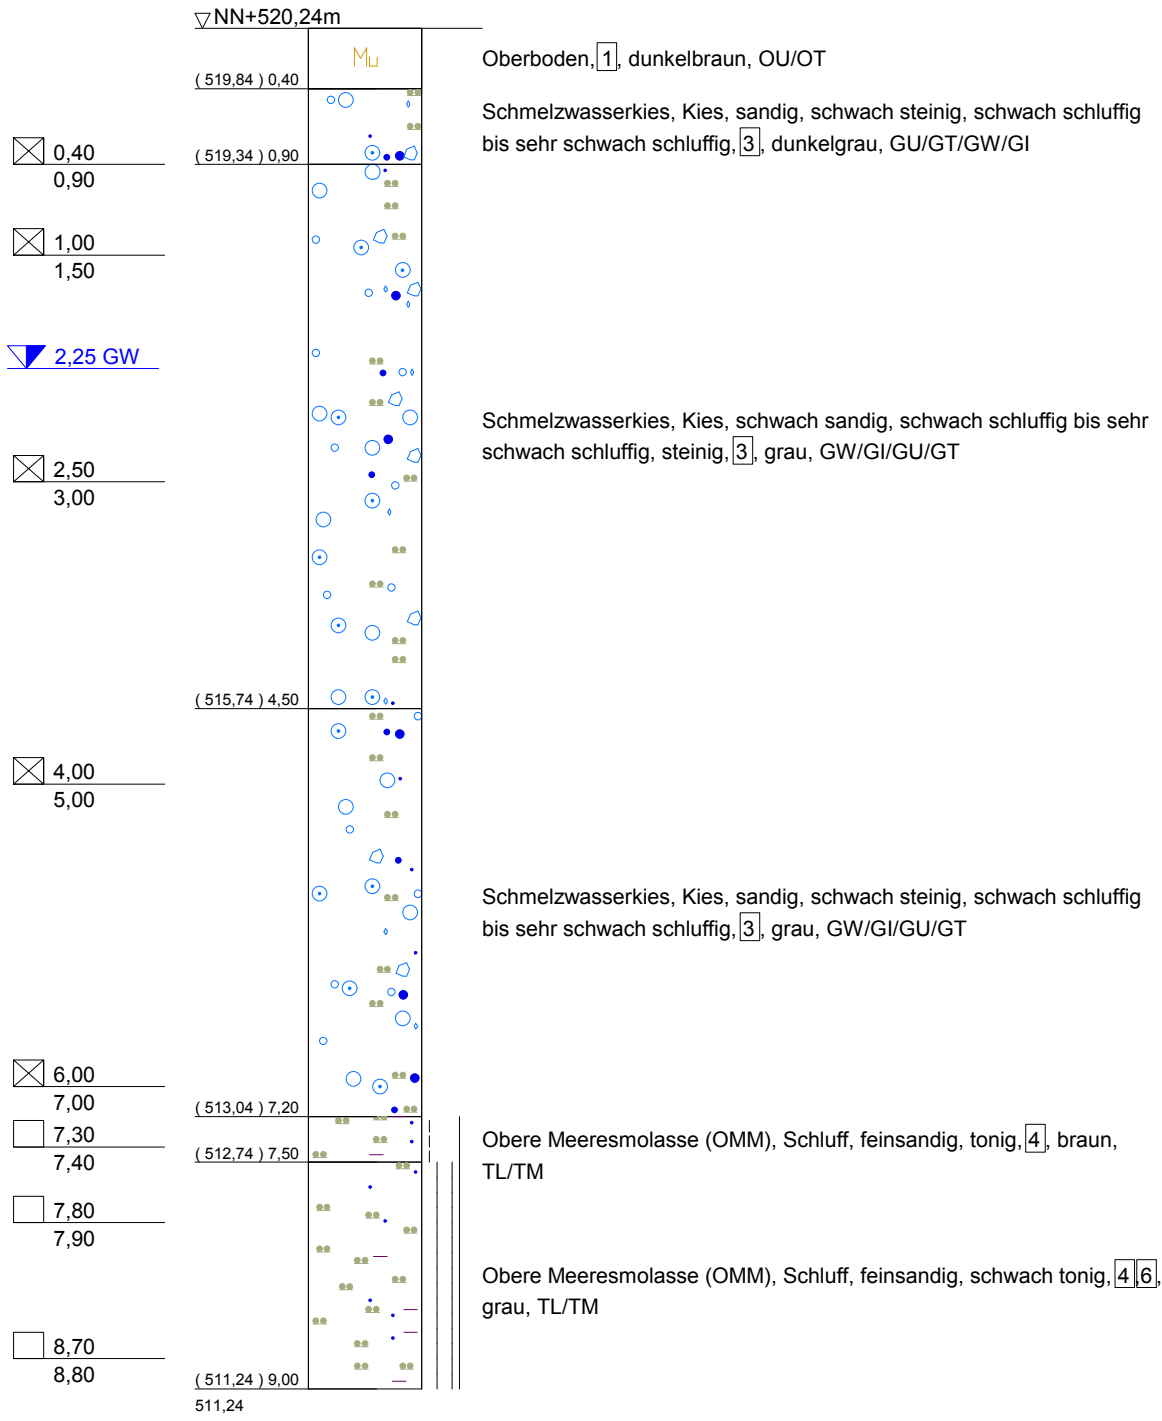 NN+520,24m
Mu
Oberboden, 1, dunkelbraun, OU/OT
( 519,84 ) 0,40
Schmelzwasserkies, Kies, sandig, schwach steinig, schwach schluffig
bis sehr schwach schluffig, 3, dunkelgrau, GU/GT/GW/GI
0,40
0,90
( 519,34 ) 0,90
1,00
1,50
2,25 GW
Schmelzwasserkies, Kies, schwach sandig, schwach schluffig bis sehr
schwach schluffig, steinig, 3, grau, GW/GI/GU/GT
2,50
3,00
( 515,74 ) 4,50
4,00
5,00
Schmelzwasserkies, Kies, sandig, schwach steinig, schwach schluffig
bis sehr schwach schluffig, 3, grau, GW/GI/GU/GT
6,00
7,00
( 513,04 ) 7,20
7,30
7,40
Obere Meeresmolasse (OMM), Schluff, feinsandig, tonig, 4, braun,
TL/TM
( 512,74 ) 7,50
7,80
7,90
Obere Meeresmolasse (OMM), Schluff, feinsandig, schwach tonig, 4 6,
grau, TL/TM
8,70
8,80
( 511,24 ) 9,00
511,24